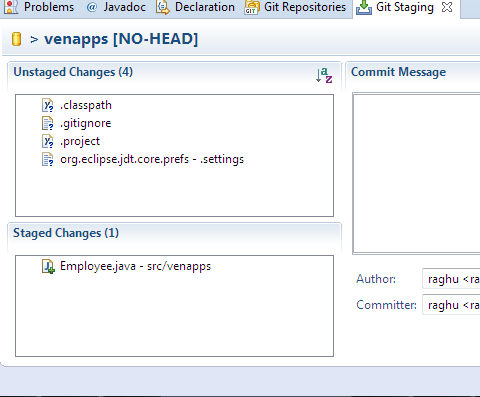 Problems @ Javadoc Declaration Git Repositories Git Staging
> venapps [NO-HEAD]
Unstaged Changes (4)
Commit Message
.classpath
.gitignore
.project
org.eclipse.jdt.core.prefs - .settings
Staged Changes (1)
Employee.java - src/venapps
Author: raghu <ra
Committer: raghu <ra